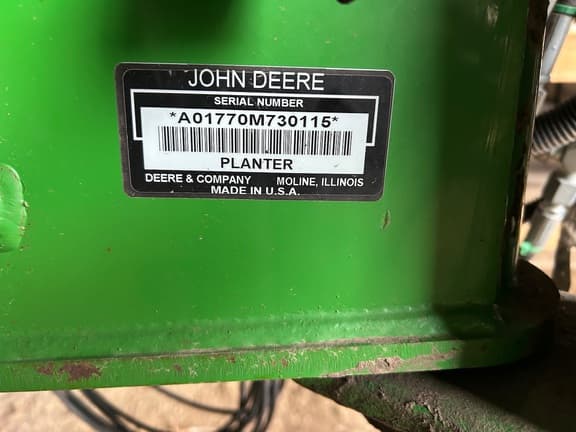 JOHN DEERE
SERIAL NUMBER
*A01770M730115*
PLANTER
DEERE & COMPANY MOLINE, ILLINOIS
MADE IN U.S.A.